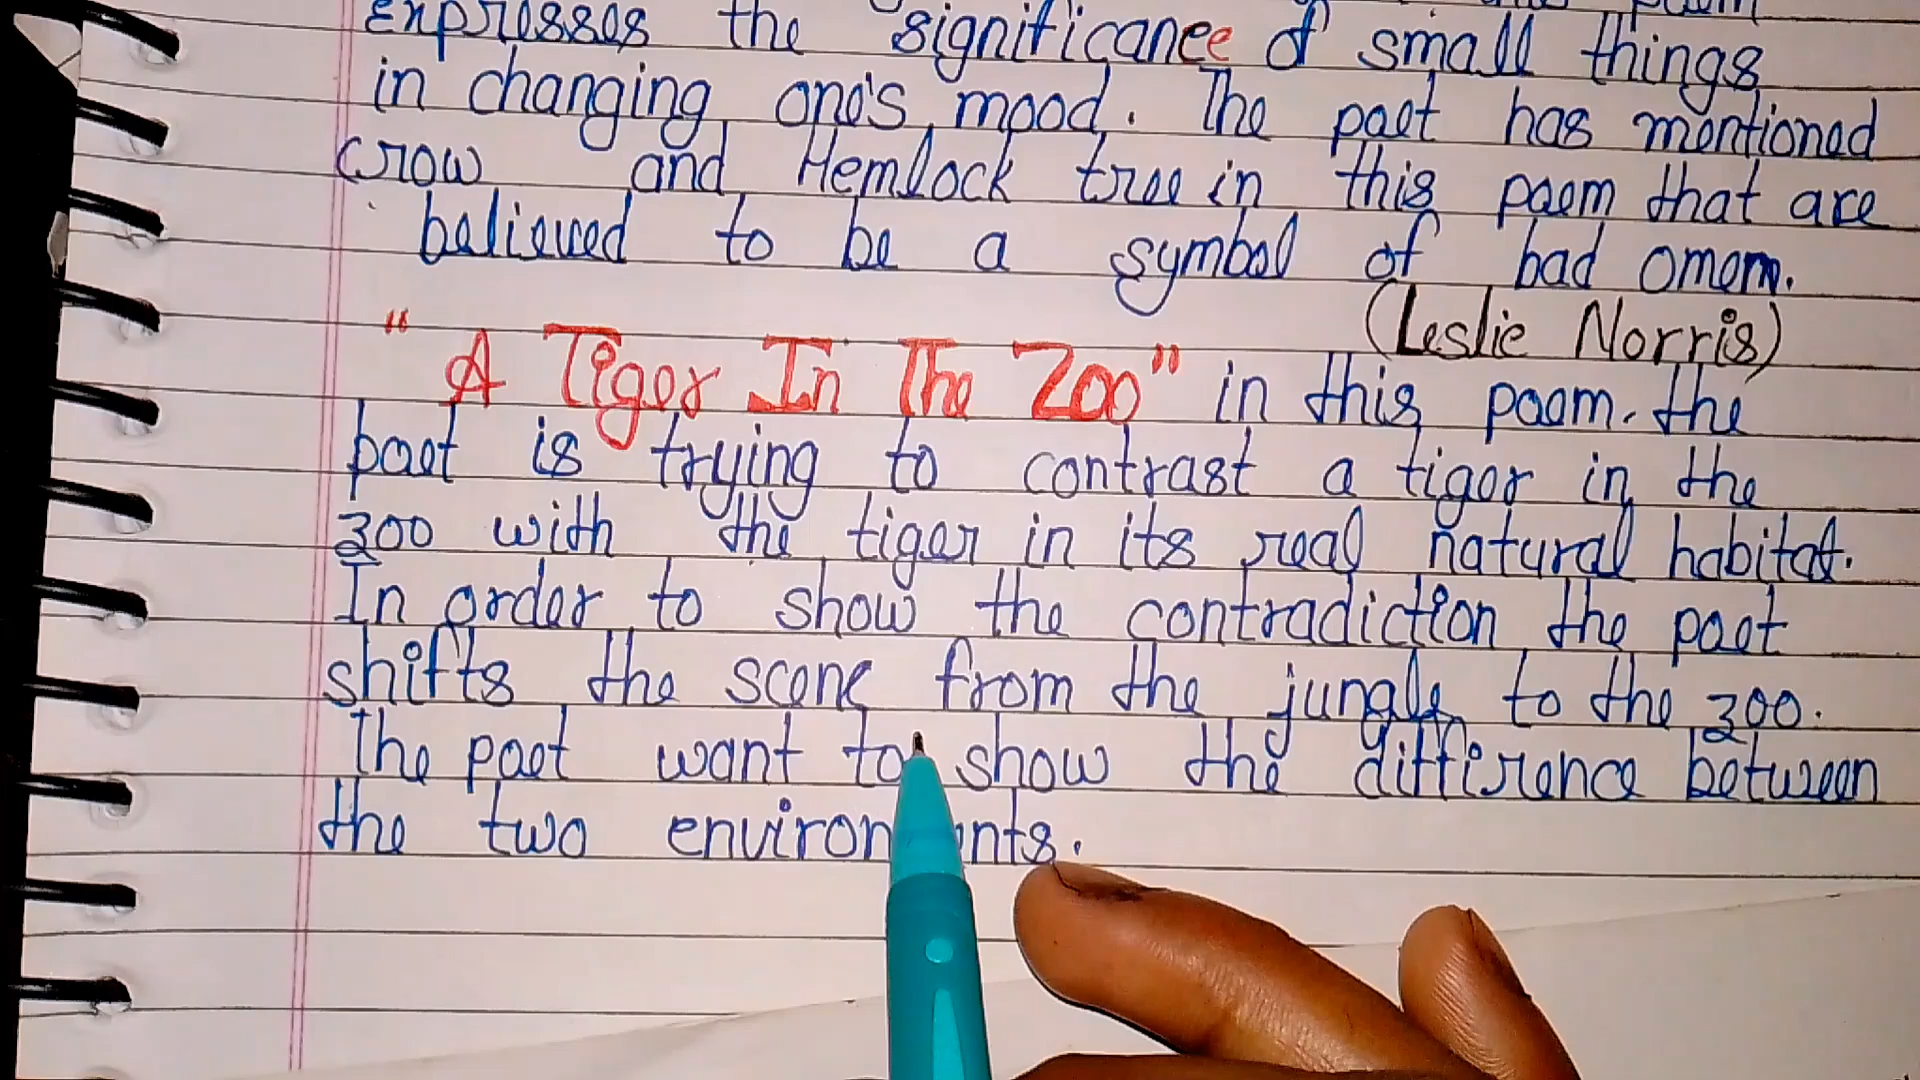 poem
expresses the significance of small things
in changing one's mood. The poet has mentioned
crow and Hemlock tree in this poem that are
believed to be a symbol of bad omem.
(Leslie Norris)
"A Tiger In The Zoo" in this poem. the
poet is trying to contrast a tiger in the
zoo with the tiger in its real natural habitat.
In order to show the contradiction the poet
shifts the scene from the jungle to the zoo.
The poet want to show the difference between
the two environ nts.